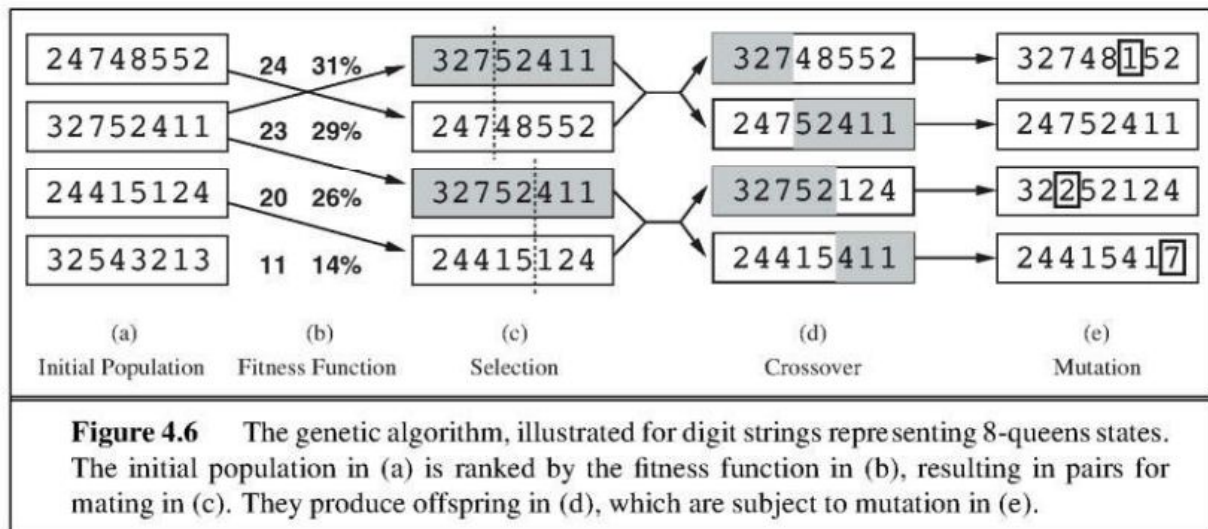 24748552 24 31% 32752411 32748552 32748152
32752411 23 29% 24748552 24752411 24752411
24415124 20 26% 32752411 32752124 32252124
32543213 11 14% 24415124 24415411 24415417
(a) (b) (c) (d) (e)
Initial Population Fitness Function Selection Crossover Mutation
Figure 4.6 The genetic algorithm, illustrated for digit strings representing 8-queens states.
The initial population in (a) is ranked by the fitness function in (b), resulting in pairs for
mating in (c). They produce offspring in (d), which are subject to mutation in (e).